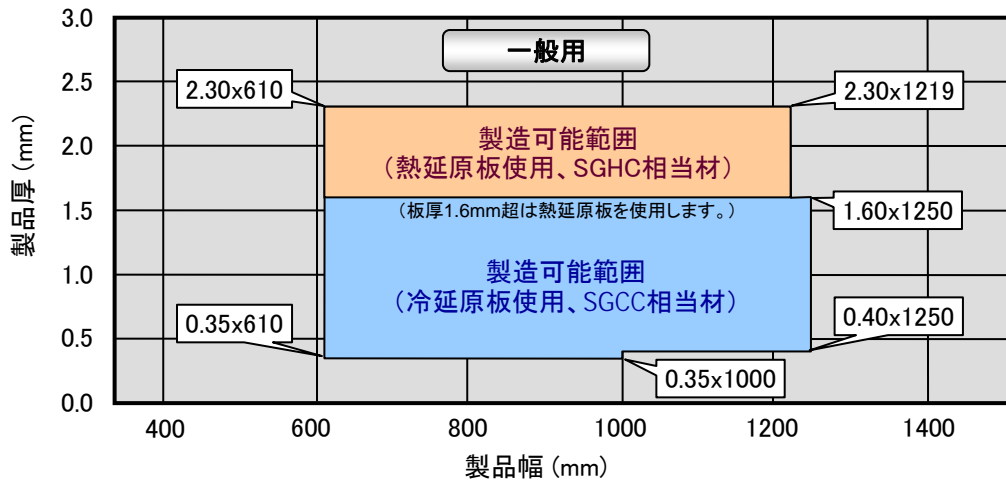 一般用
3.0
2.5
2.0
1.5
1.0
0.5
0.0
製品厚 (mm)
2.30x610
2.30x1219
製造可能範囲
(熱延原板使用、SGHC相当材)
(板厚1.6mm超は熱延原板を使用します。)
1.60x1250
製造可能範囲
(冷延原板使用、SGCC相当材)
0.35x610
0.40x1250
0.35x1000
400 600 800 1000 1200 1400
製品幅 (mm)